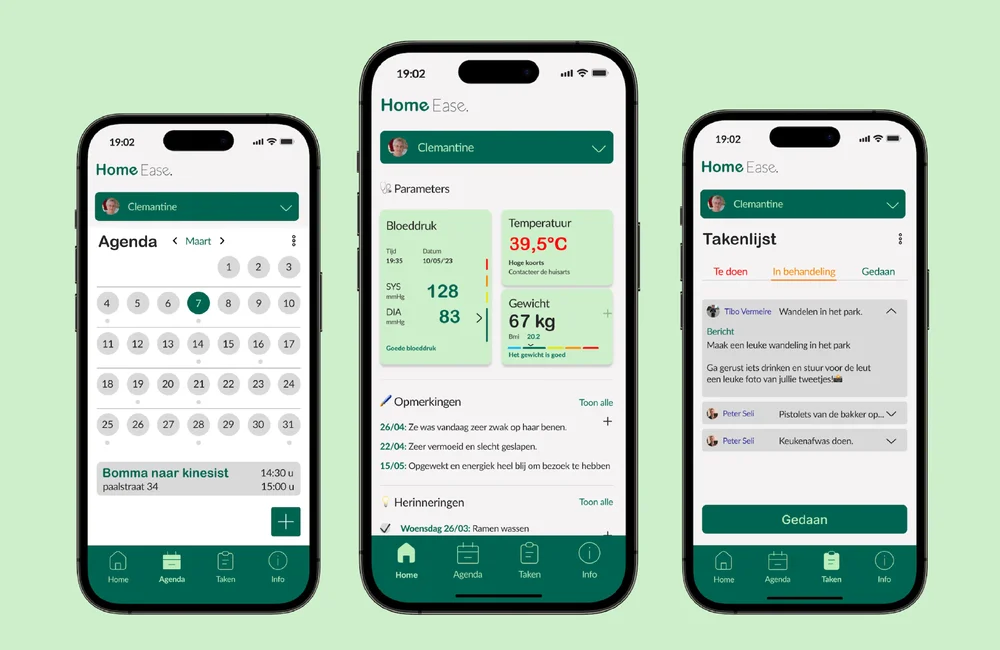 19:02
Home Ease.
Clemantine
Agenda < Maart >
1 2 3
4 5 6 7 8 9 10
11 12 13 14 15 16 17
18 19 20 21 22 23 24
25 26 27 28 29 30 31
Bomma naar kinesist 14:30 u
paalstraat 34 15:00 u
Home Agenda Taken Info
19:02
Home Ease.
Clemantine
Parameters
Bloeddruk
Tijd Datum
19:35 10/05/'23
SYS 128
mmHg
DIA 83
mmHg
Goede bloeddruk
Temperatuur
39,5°C
Hoge koorts
Contacteer de huisarts
Gewicht
67 kg
Bmi 20.2
Het gewicht is goed
Opmerkingen Toon alle
26/04: Ze was vandaag zeer zwak op haar benen.
22/04: Zeer vermoeid en slecht geslapen.
15/05: Opgewekt en energiek heel blij om bezoek te hebben
Herinneringen Toon alle
Woensdag 26/03: Ramen wassen
Home Agenda Taken Info
19:02
Home Ease.
Clemantine
Takenlijst
Te doen In behandeling Gedaan
Tibo Vermeire Wandelen in het park.
Bericht
Maak een leuke wandeling in het park
Ga gerust iets drinken en stuur voor de leut
een leuke foto van jullie tweetjes!📸
Peter Seli Pistolets van de bakker op...
Peter Seli Keukenafwas doen.
Gedaan
Home Agenda Taken Info